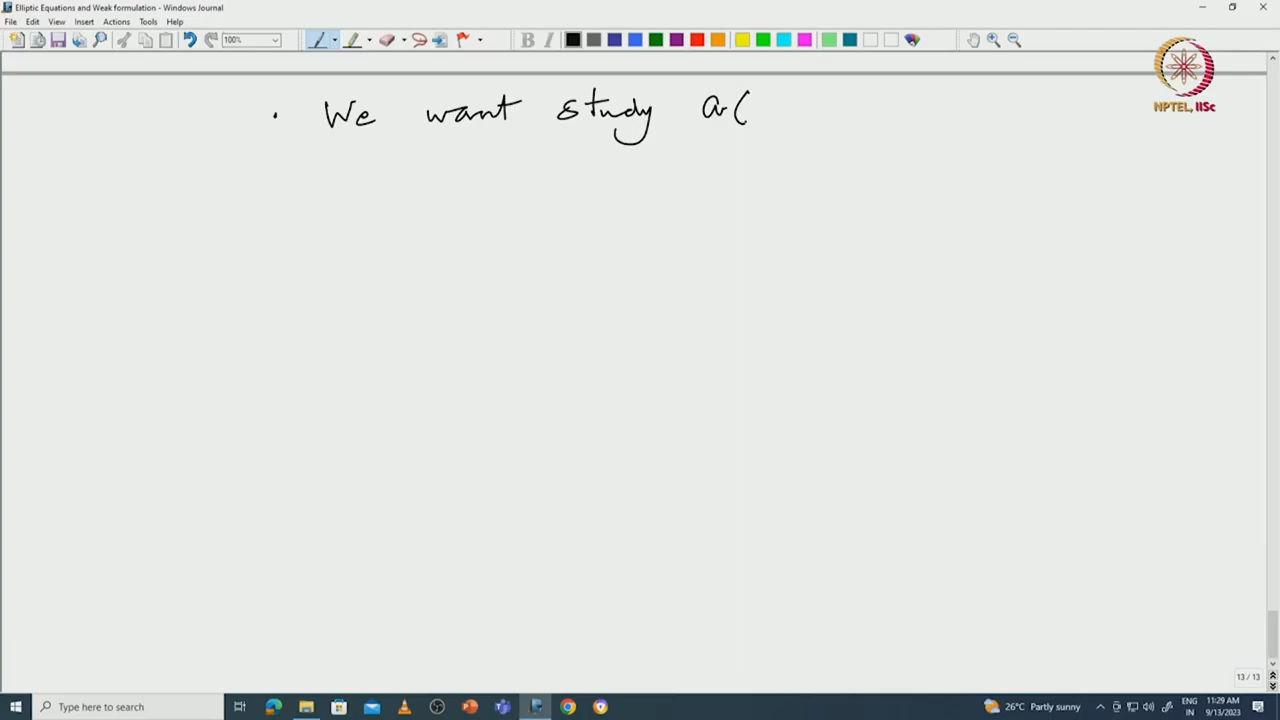 Elliptic Equations and Weak formulation - Windows Journal
File Edit View Insert Actions Tools Help
100%
B I
NPTEL, IISc
. We want study a(
13 / 13
Type here to search
26°C Partly sunny
ENG
IN
11:29 AM
9/13/2023